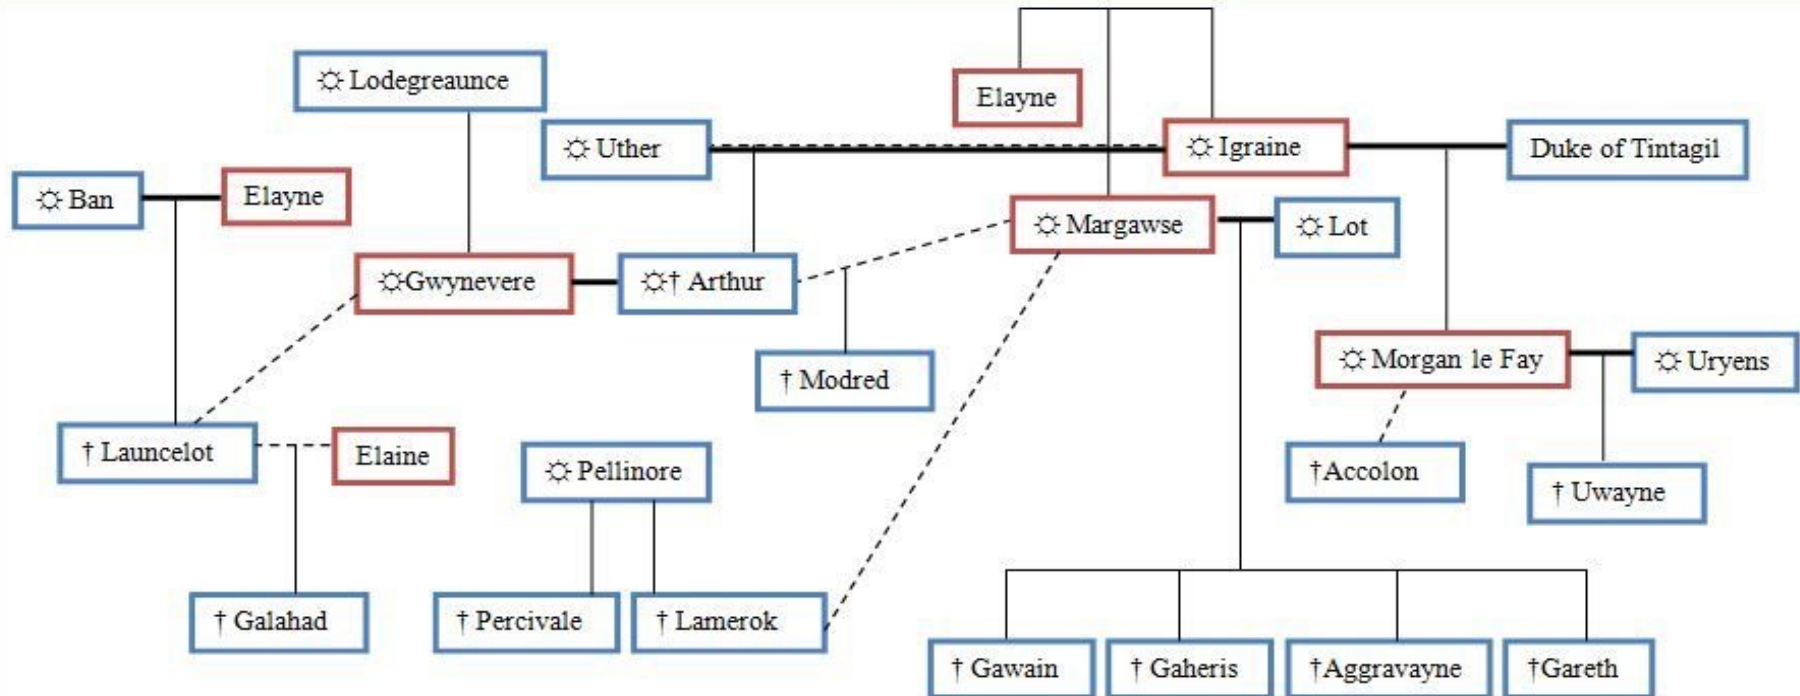 ☼ Lodegreaunce
Elayne
☼ Uther
☼ Igraine
Duke of Tintagil
☼ Ban
Elayne
☼ Margawse
☼ Lot
☼Gwynevere
☼† Arthur
† Modred
☼ Morgan le Fay
☼ Uryens
† Launcelot
Elaine
☼ Pellinore
†Accolon
† Uwayne
† Galahad
† Percivale
† Lamerok
† Gawain
† Gaheris
†Aggravayne
†Gareth